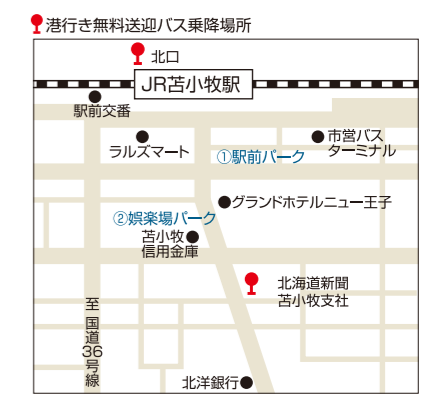 港行き無料送迎バス乗降場所
北口
JR苫小牧駅
駅前交番
ラルズマート
①駅前パーク
市営バス
ターミナル
グランドホテルニュー王子
②娯楽場パーク
苫小牧
信用金庫
北海道新聞
苫小牧支社
至 国道36号線
北洋銀行